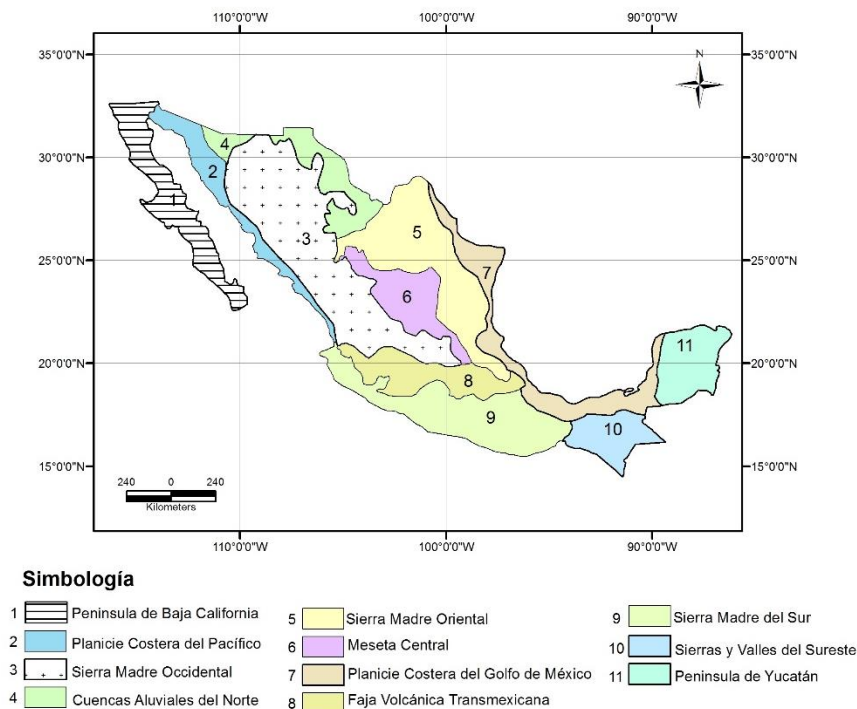 110°0'0"W 100°0'0"W 90°0'0"W
35°0'0"N 35°0'0"N
N
30°0'0"N 30°0'0"N
25°0'0"N 25°0'0"N
20°0'0"N 20°0'0"N
15°0'0"N 15°0'0"N
1
2
3
4
5
6
7
8
9
10
11
240 0 240
Kilometers
110°0'0"W 100°0'0"W 90°0'0"W
Simbología
1 Peninsula de Baja California
2 Planicie Costera del Pacífico
3 Sierra Madre Occidental
4 Cuencas Aluviales del Norte
5 Sierra Madre Oriental
6 Meseta Central
7 Planicie Costera del Golfo de México
8 Faja Volcánica Transmexicana
9 Sierra Madre del Sur
10 Sierras y Valles del Sureste
11 Peninsula de Yucatán